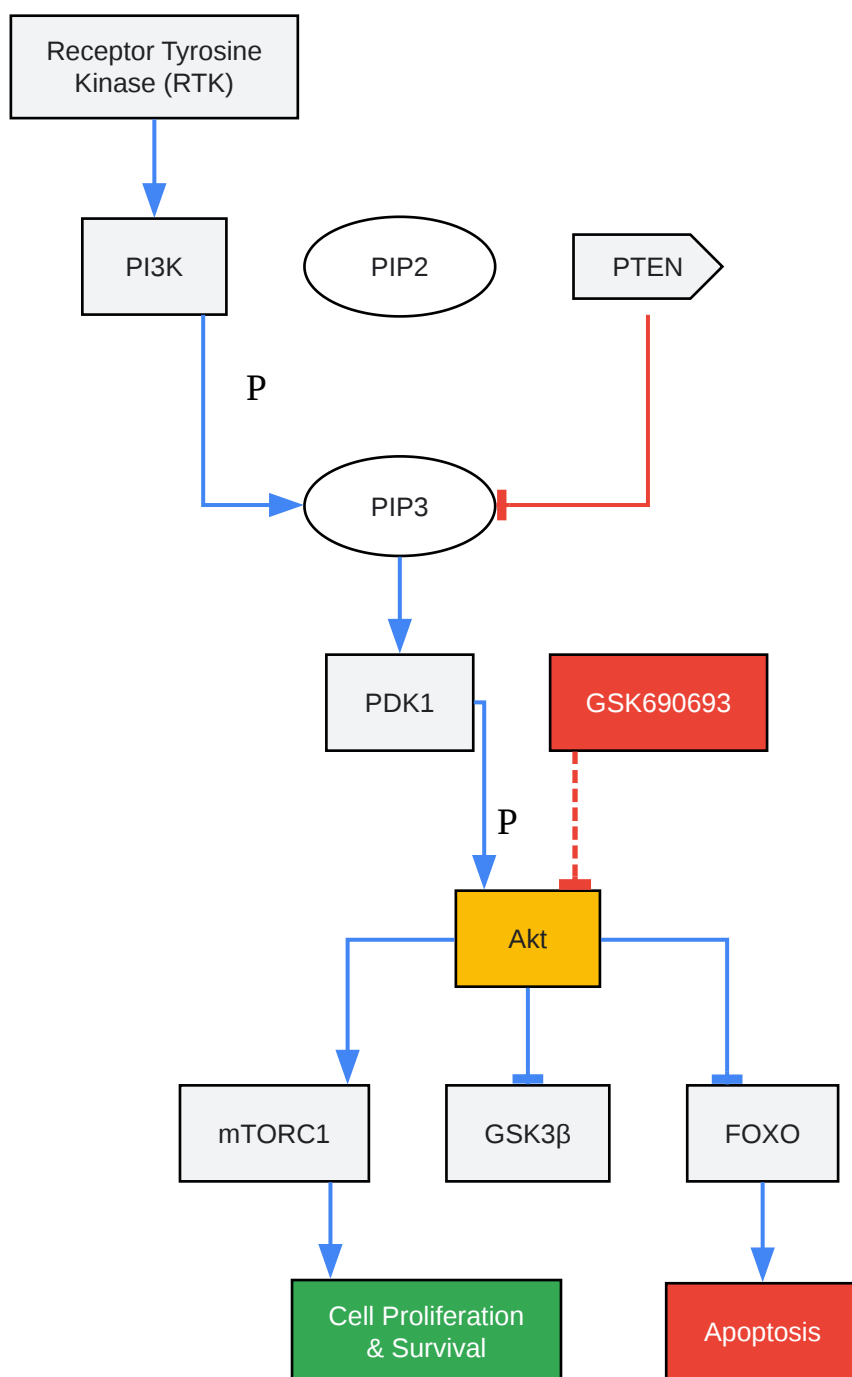 Receptor Tyrosine
Kinase (RTK)
PI3K
PIP2
PTEN
P
PIP3
PDK1
GSK690693
P
Akt
mTORC1
GSK3β
FOXO
Cell Proliferation
& Survival
Apoptosis